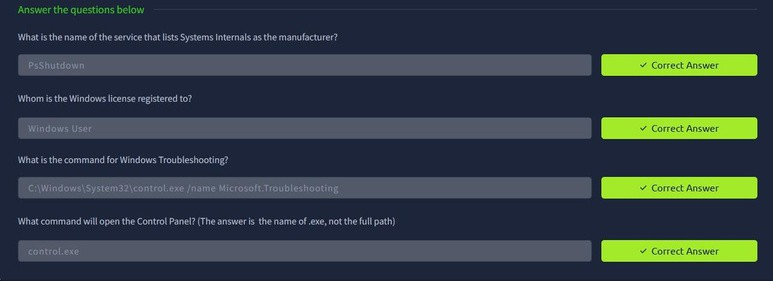 Answer the questions below
What is the name of the service that lists Systems Internals as the manufacturer?
PsShutdown
✓ Correct Answer
Whom is the Windows license registered to?
Windows User
✓ Correct Answer
What is the command for Windows Troubleshooting?
C:\Windows\System32\control.exe /name Microsoft.Troubleshooting
✓ Correct Answer
What command will open the Control Panel? (The answer is the name of .exe, not the full path)
control.exe
✓ Correct Answer